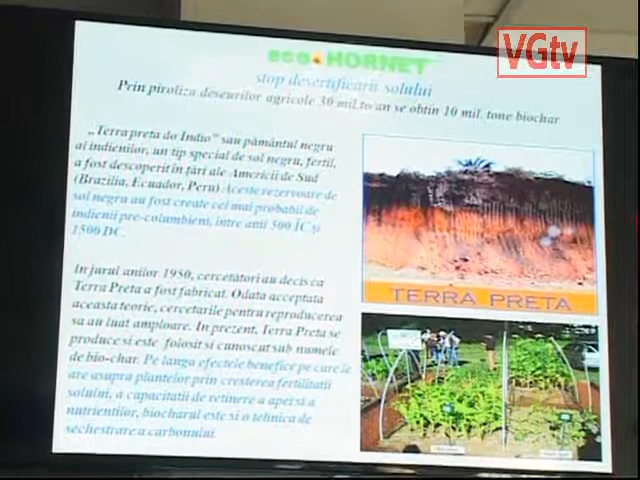 VGtv
eco HORNET
stop desertificarii solului
Prin piroliza deseurilor agricole 30 mil.to/an se obtin 10 mil. tone biochar
„Terra preta do Indio” sau pământul negru
al indienilor, un tip special de sol negru, fertil,
a fost descoperit în țări ale Americii de Sud
(Brazilia, Ecuador, Peru) Aceste rezervoare de
sol negru au fost create cel mai probabil de
indienii pre-columbieni, intre anii 500 ÎC și
1500 DC.
In jurul anilor 1950, cercetători au decis ca
Terra Preta a fost fabricat. Odata acceptata
aceasta teorie, cercetarile pentru reproducerea
sa au luat amploare. In prezent, Terra Preta se
produce si este folosit si cunoscut sub numele
de bio-char. Pe langa efectele benefice pe care le
are asupra plantelor prin cresterea fertilitatii
solului, a capacitatii de retinere a apei si a
nutrientilor, biocharul este si o tehnica de
sechestrare a carbonului.
TERRA PRETA